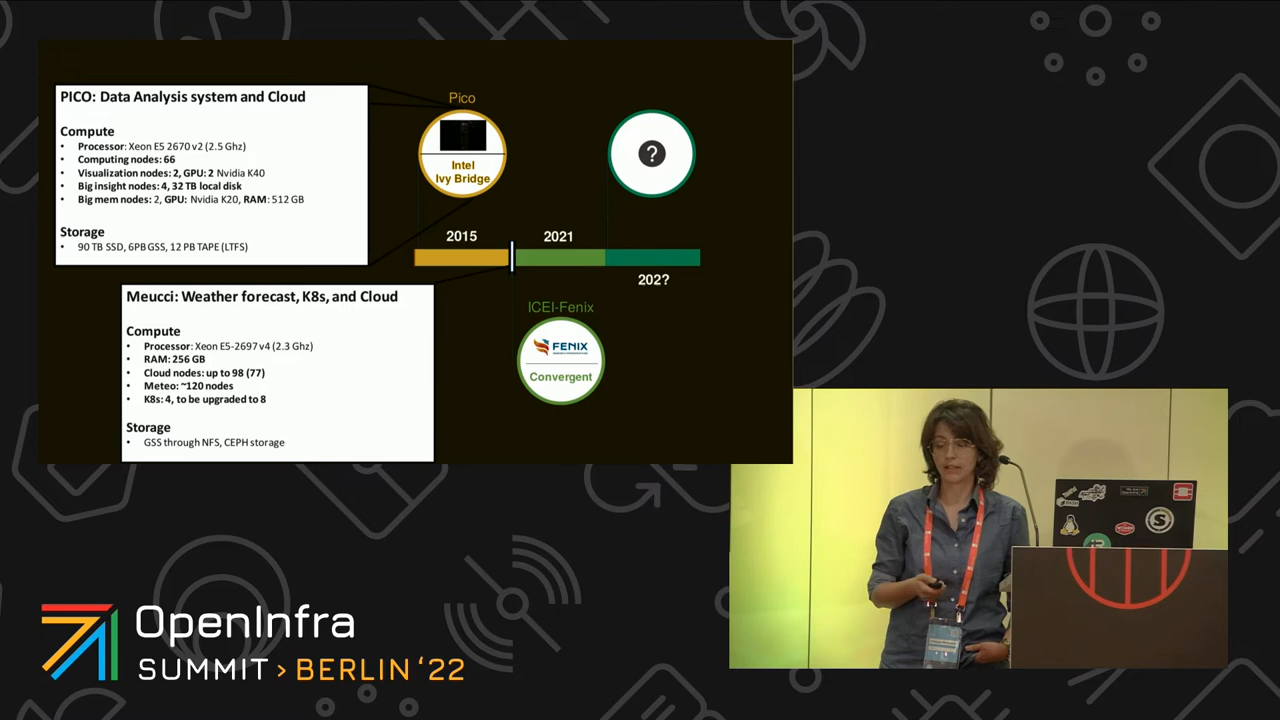 PICO: Data Analysis system and Cloud
Compute
• Processor: Xeon E5 2670 v2 (2.5 Ghz)
• Computing nodes: 66
• Visualization nodes: 2, GPU: 2 Nvidia K40
• Big insight nodes: 4, 32 TB local disk
• Big mem nodes: 2, GPU: Nvidia K20, RAM: 512 GB
Storage
• 90 TB SSD, 6PB GSS, 12 PB TAPE (LTFS)
Pico
Intel
Ivy Bridge
?
2015
2021
202?
Meucci: Weather forecast, K8s, and Cloud
Compute
• Processor: Xeon E5-2697 v4 (2.3 Ghz)
• RAM: 256 GB
• Cloud nodes: up to 98 (77)
• Meteo: ~120 nodes
• K8s: 4, to be upgraded to 8
Storage
• GSS through NFS, CEPH storage
ICEI-Fenix
FENIX
Convergent
OpenInfra
SUMMIT > BERLIN ‘22